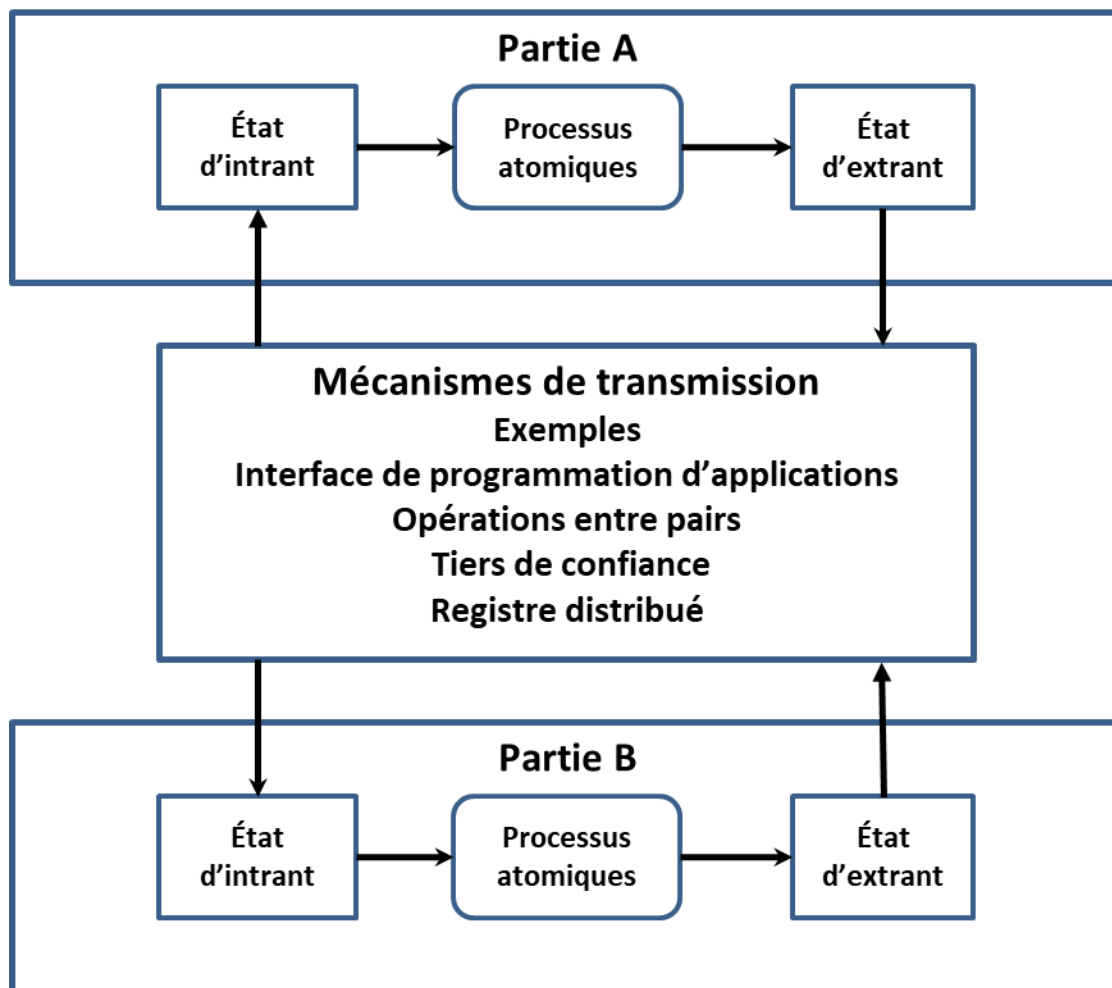 Partie A
État
d’intrant
Processus
atomiques
État
d’extrant
Mécanismes de transmission
Exemples
Interface de programmation d’applications
Opérations entre pairs
Tiers de confiance
Registre distribué
Partie B
État
d’intrant
Processus
atomiques
État
d’extrant